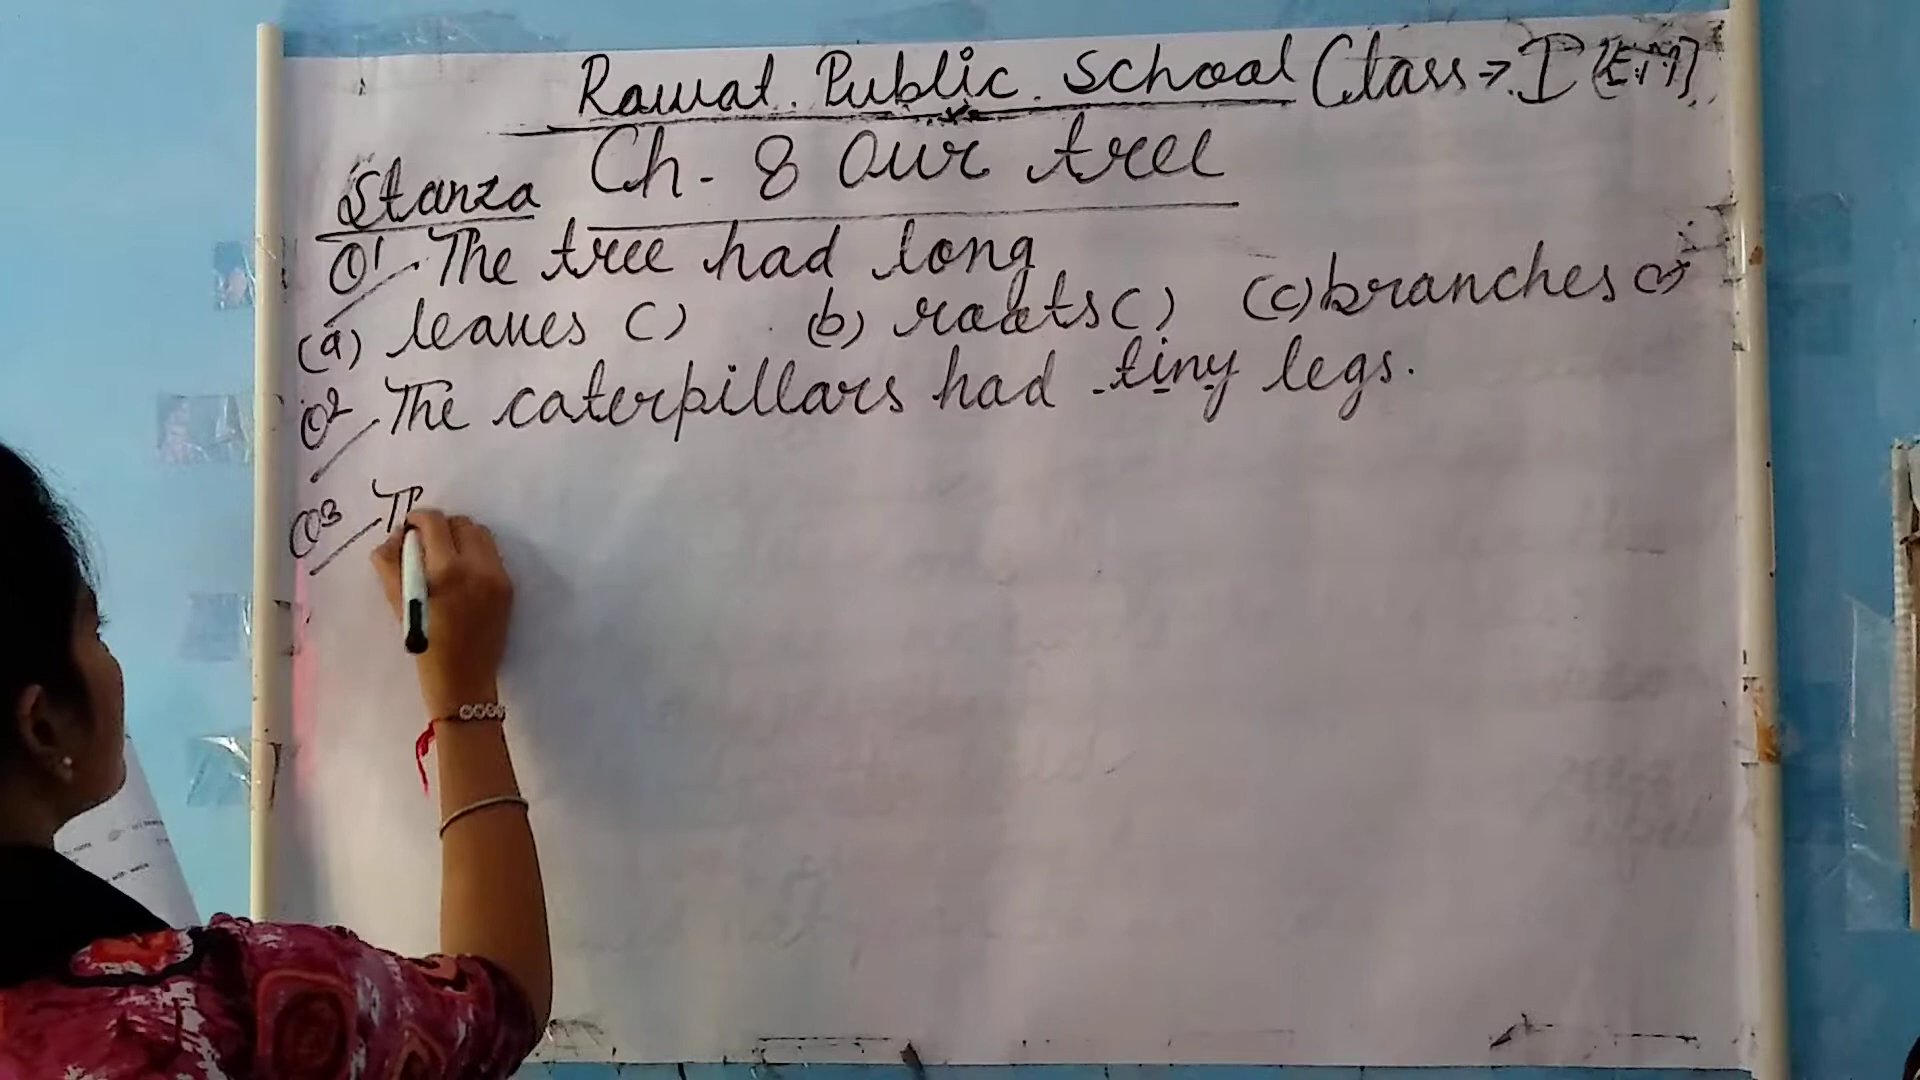 Rawat Public School Class → I [E.M]
Ch - 8 Our tree
Stanza
Q1 The tree had long
(a) leaves ( ) (b) roots ( ) (c) branches (✓)
Q2 The caterpillars had tiny legs.
Q3 Th